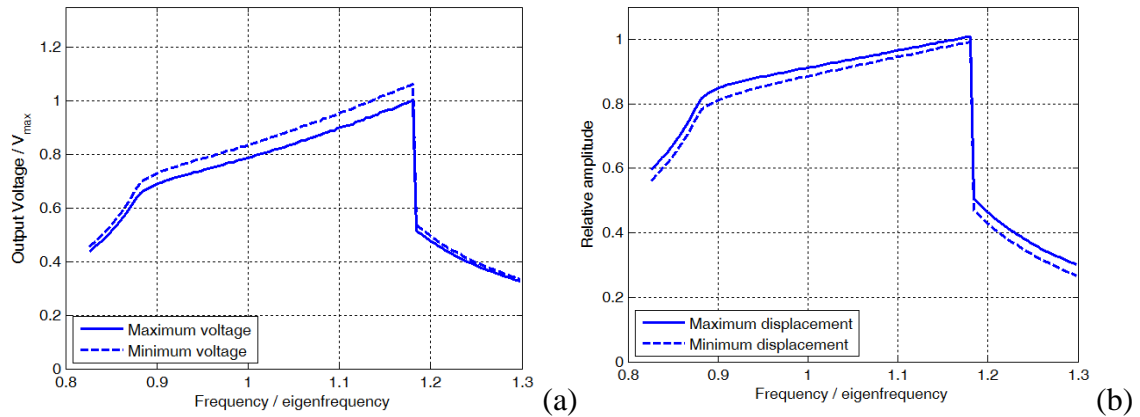 1.2
1
0.8
0.6
0.4
0.2
0
Output Voltage / Vmax
Maximum voltage
Minimum voltage
0.8 0.9 1 1.1 1.2 1.3
Frequency / eigenfrequency
(a)
1
0.8
0.6
0.4
0.2
0
Relative amplitude
Maximum displacement
Minimum displacement
0.8 0.9 1 1.1 1.2 1.3
Frequency / eigenfrequency
(b)